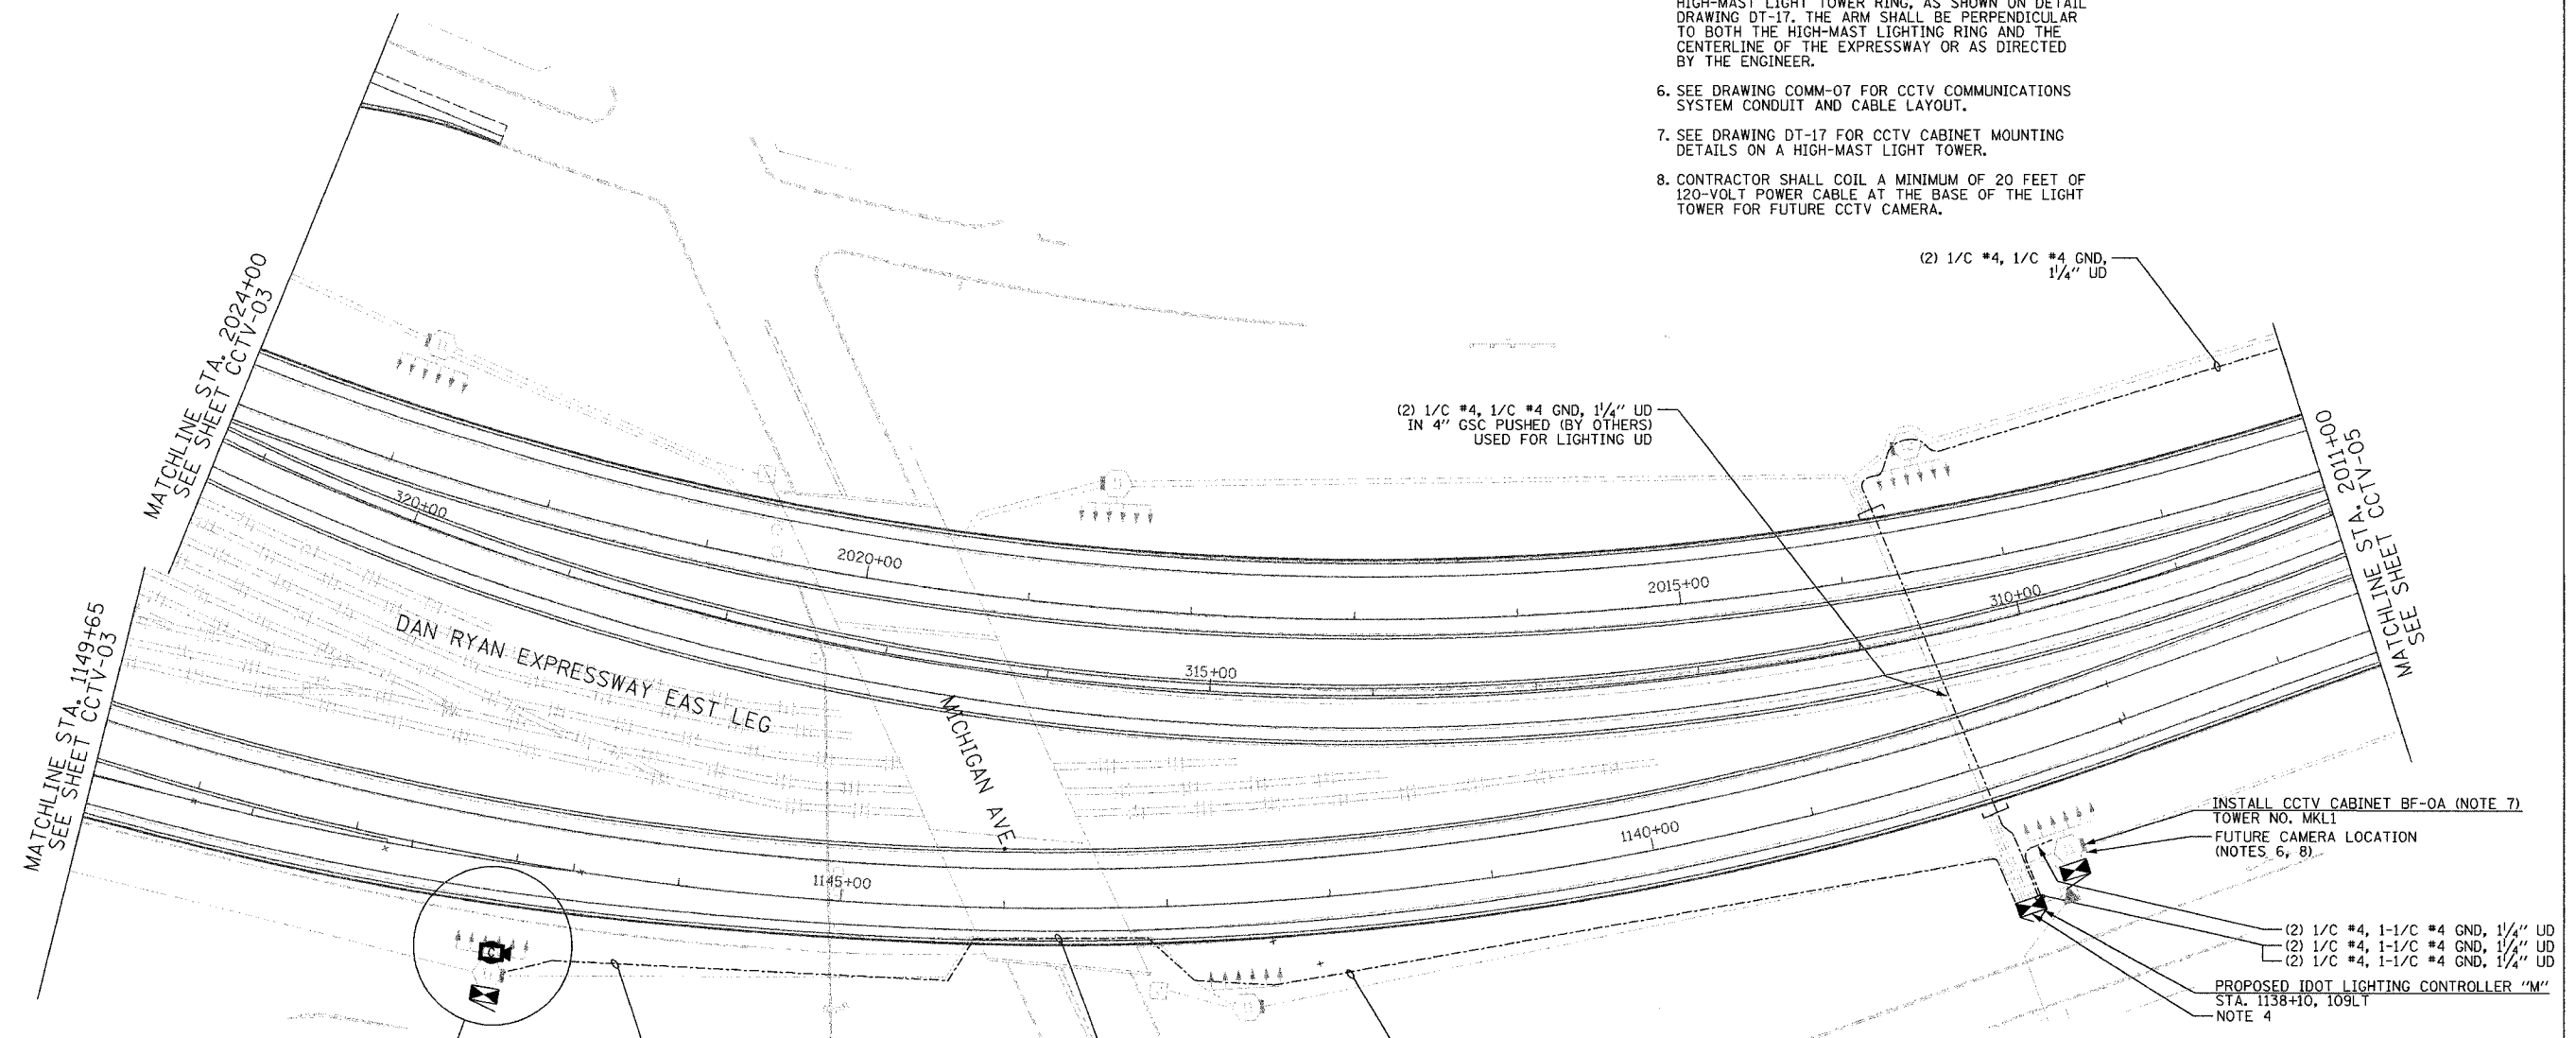 HIGH-MAST LIGHT TOWER RING, AS SHOWN ON DETAIL
DRAWING DT-17. THE ARM SHALL BE PERPENDICULAR
TO BOTH THE HIGH-MAST LIGHTING RING AND THE
CENTERLINE OF THE EXPRESSWAY OR AS DIRECTED
BY THE ENGINEER.
6. SEE DRAWING COMM-07 FOR CCTV COMMUNICATIONS
SYSTEM CONDUIT AND CABLE LAYOUT.
7. SEE DRAWING DT-17 FOR CCTV CABINET MOUNTING
DETAILS ON A HIGH-MAST LIGHT TOWER.
8. CONTRACTOR SHALL COIL A MINIMUM OF 20 FEET OF
120-VOLT POWER CABLE AT THE BASE OF THE LIGHT
TOWER FOR FUTURE CCTV CAMERA.
(2) 1/C #4, 1/C #4 GND,
1 1/4" UD
MATCHLINE STA. 2024+00
SEE SHEET CCTV-03
(2) 1/C #4, 1/C #4 GND, 1 1/4" UD
IN 4" GSC PUSHED (BY OTHERS)
USED FOR LIGHTING UD
MATCHLINE STA. 2011+00
SEE SHEET CCTV-05
320+00
2020+00
2015+00
310+00
315+00
MATCHLINE STA. 1149+65
SEE SHEET CCTV-03
DAN RYAN EXPRESSWAY EAST LEG
MICHIGAN AVE.
1140+00
1145+00
C
INSTALL CCTV CABINET BF-0A (NOTE 7)
TOWER NO. MKL1
FUTURE CAMERA LOCATION
(NOTES 6, 8)
(2) 1/C #4, 1-1/C #4 GND, 1 1/4" UD
(2) 1/C #4, 1-1/C #4 GND, 1 1/4" UD
(2) 1/C #4, 1-1/C #4 GND, 1 1/4" UD
PROPOSED IDOT LIGHTING CONTROLLER "M"
STA. 1138+10, 109LT
NOTE 4